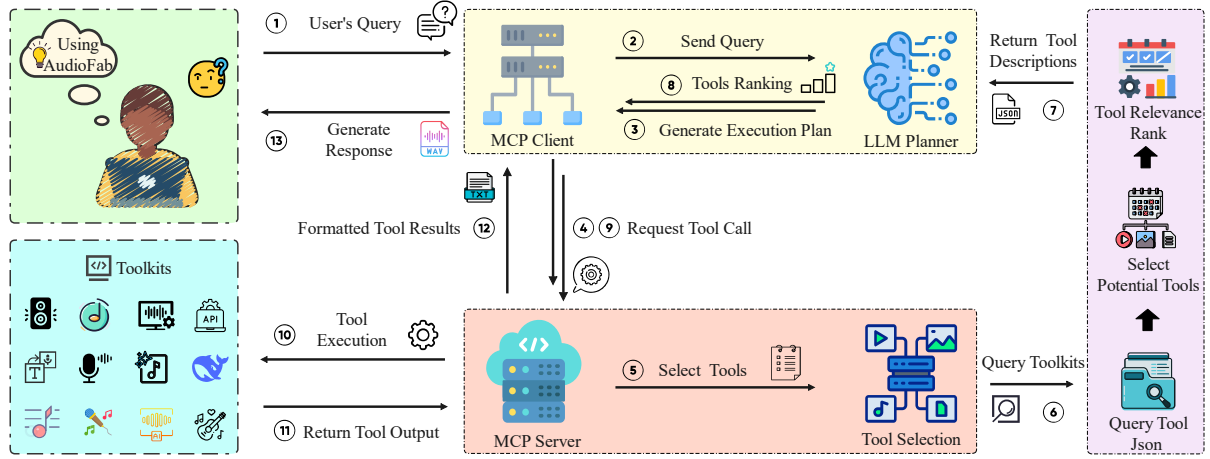 Using
AudioFab
① User's Query
?
② Send Query
⑧ Tools Ranking
③ Generate Execution Plan
MCP Client
LLM Planner
⑬ Generate
Response
WAV
Return Tool
Descriptions
JSON
⑦
Tool Relevance
Rank
Select
Potential Tools
Query Tool
Json
TXT
Formatted Tool Results ⑫
④ ⑨ Request Tool Call
</> Toolkits
API
T
AI
⑩ Tool
Execution
⑪ Return Tool Output
</>
MCP Server
⑤ Select Tools
Tool Selection
Query Toolkits
⑥